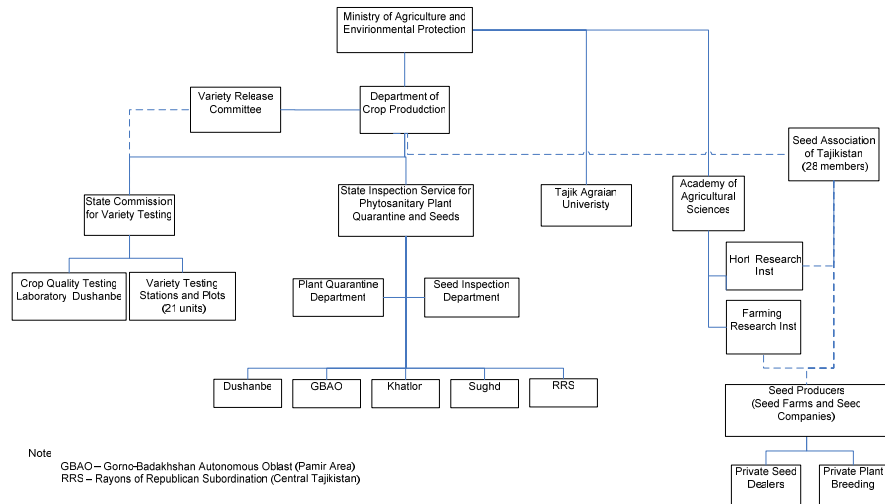 Ministry of Agriculture and
Environmental Protection
Variety Release
Committee
Department of
Crop Produdction
Seed Association
of Tajikistan
(28 members)
State Commission
for Variety Testing
State Inspection Service for
Phytosanitary Plant
Quarantine and Seeds
Tajik Agraian
Univeristy
Academy of
Agricultural
Sciences
Crop Quality Testing
Laboratory Dushanbe
Variety Testing
Stations and Plots
(21 units)
Plant Quarantine
Department
Seed Inspection
Department
Hort Research
Inst
Farming
Research Inst
Dushanbe
GBAO
Khatlor
Sughd
RRS
Seed Producers
(Seed Farms and Seed
Companies)
Private Seed
Dealers
Private Plant
Breeding
Note
GBAO – Gorno-Badakhshan Autonomous Oblast (Pamir Area)
RRS – Rayons of Republican Subordination (Central Tajikistan)